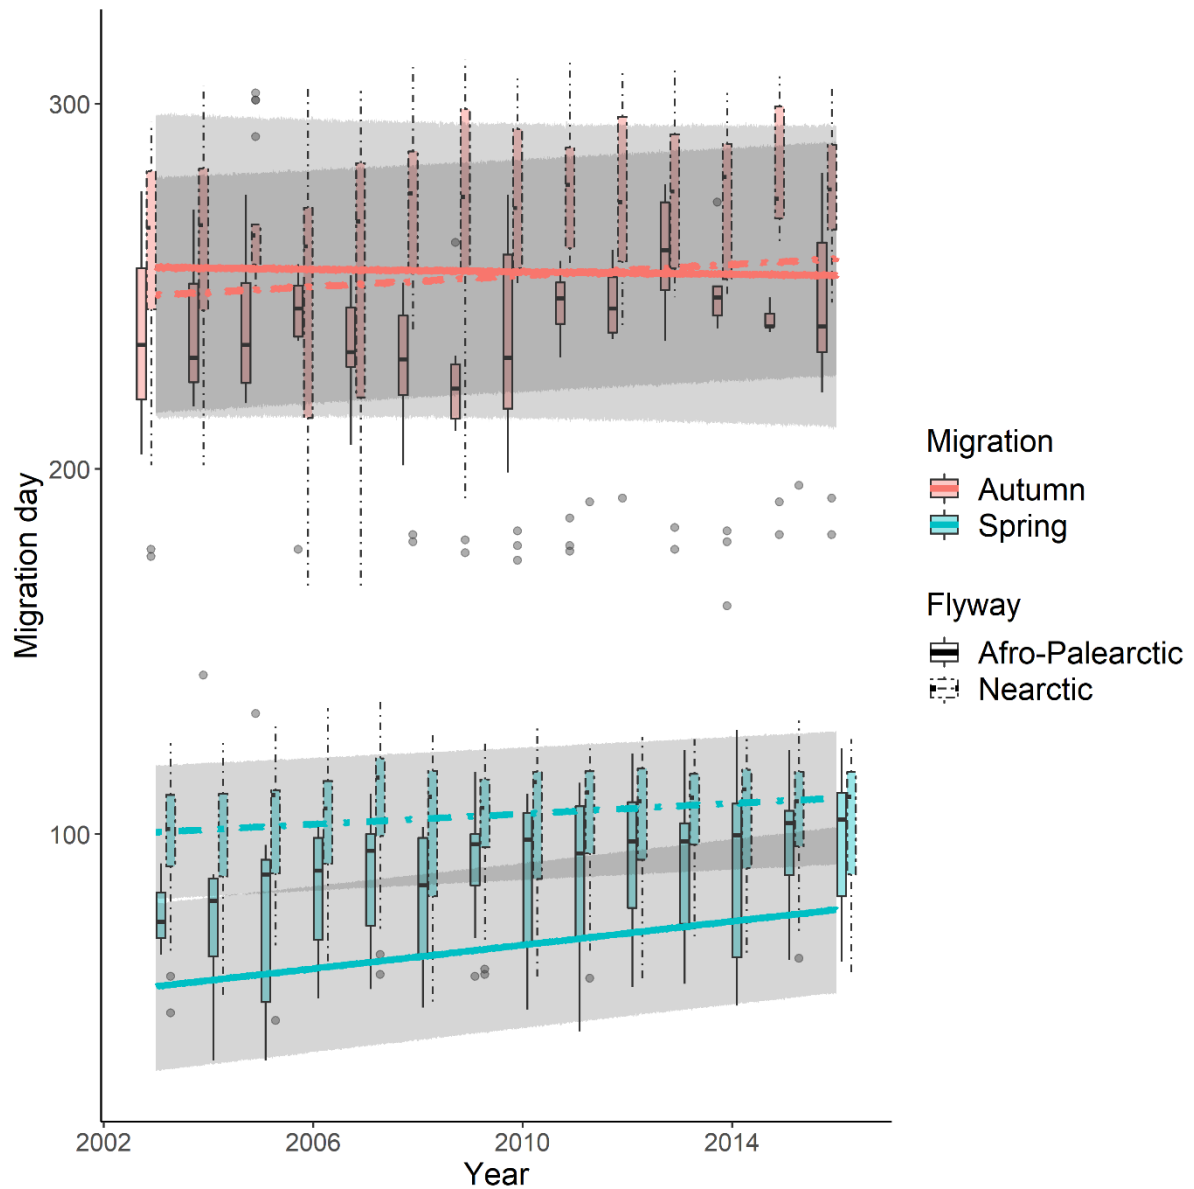 300
200
100
Migration day
2002
2006
2010
2014
Year
Migration
Autumn
Spring
Flyway
Afro-Palearctic
Nearctic